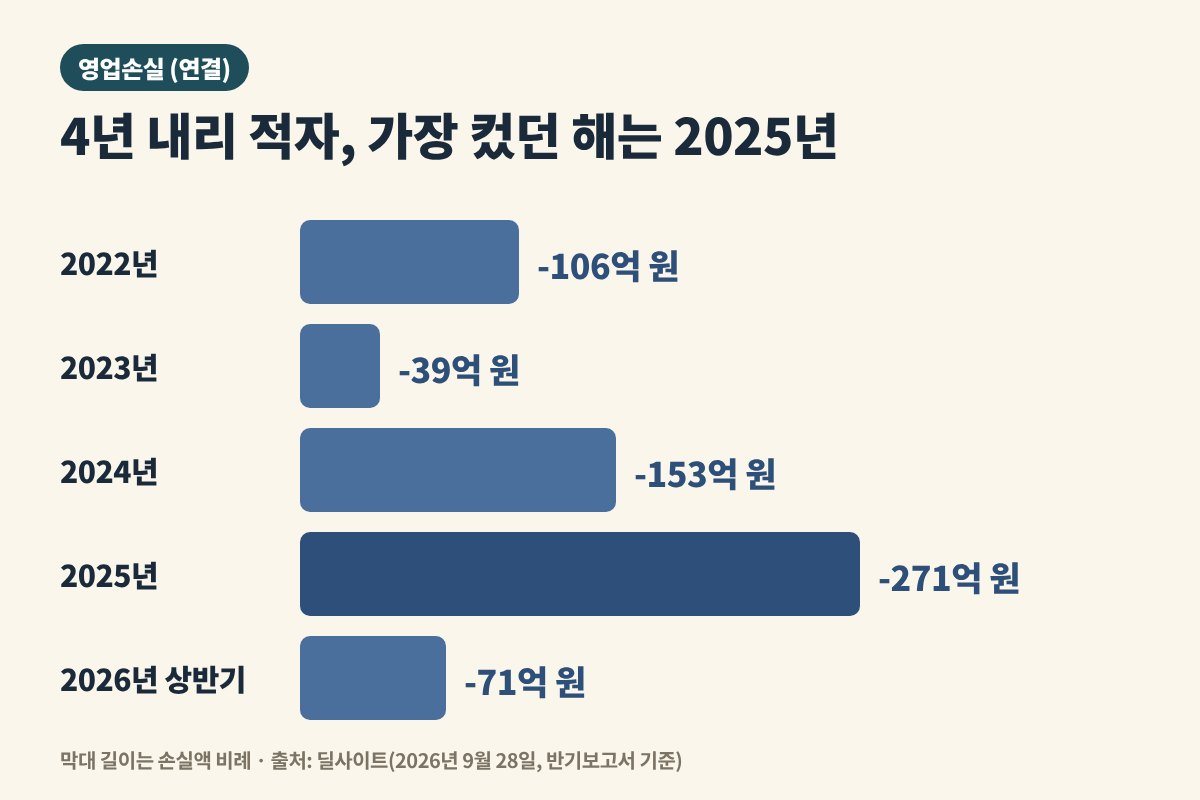 영업손실 (연결)
4년 내리 적자, 가장 컸던 해는 2025년
2022년 -106억 원
2023년 -39억 원
2024년 -153억 원
2025년 -271억 원
2026년 상반기 -71억 원
막대 길이는 손실액 비례 · 출처: 딜사이트(2026년 9월 28일, 반기보고서 기준)